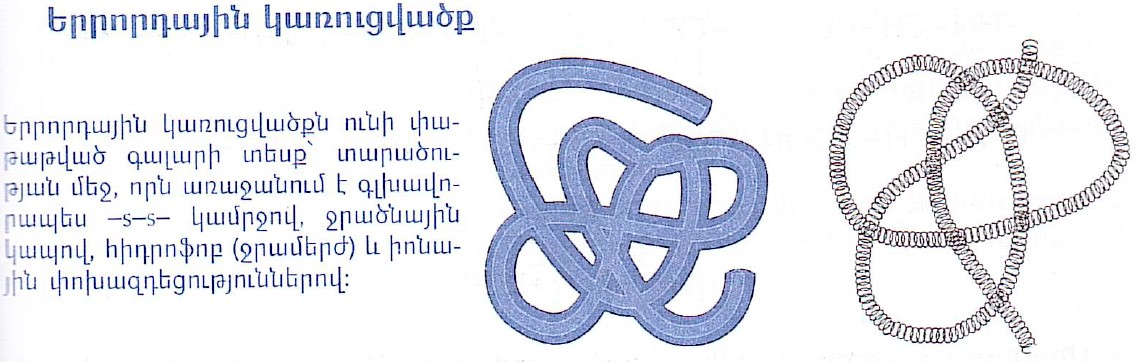 Երրորդային կառուցվածք
Երրորդային կառուցվածքն ունի փա-
թաթված գալարի տեսք՝ տարածու-
թյան մեջ, որն առաջանում է գլխավո-
րապես –s–s– կամրջով, ջրածնային
կապով, հիդրոֆոբ (ջրամերժ) և իոնա-
յին փոխազդեցություններով: